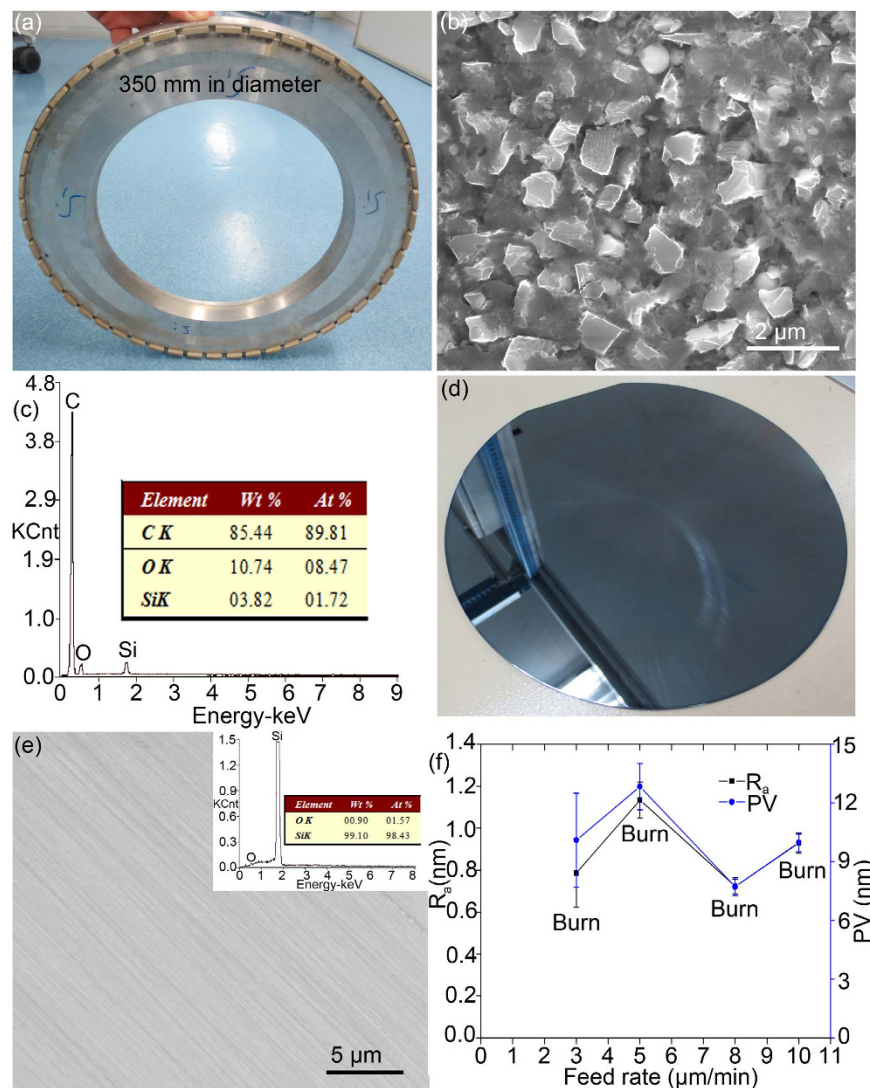 (a)
350 mm in diameter
(b)
2 µm
(c)
4.8
3.8
2.9
KCnt
1.9
1.0
0.0
C
O
Si
0 1 2 3 4 5 6 7 8 9
Energy-keV
Element Wt % At %
C K 85.44 89.81
O K 10.74 08.47
SiK 03.82 01.72
(d)
(e)
5 µm
1.5
1.2
0.9
KCnt
0.6
0.3
0.0
Si
O
0 1 2 3 4 5 6 7 8
Energy-keV
Element Wt % At %
O K 00.90 01.57
SiK 99.10 98.43
(f)
1.4
1.2
1.0
0.8
0.6
0.4
0.2
0.0
Ra(nm)
Ra
PV
Burn
Burn
Burn
Burn
15
12
9
6
3
0
PV (nm)
0 1 2 3 4 5 6 7 8 9 10 11
Feed rate (µm/min)